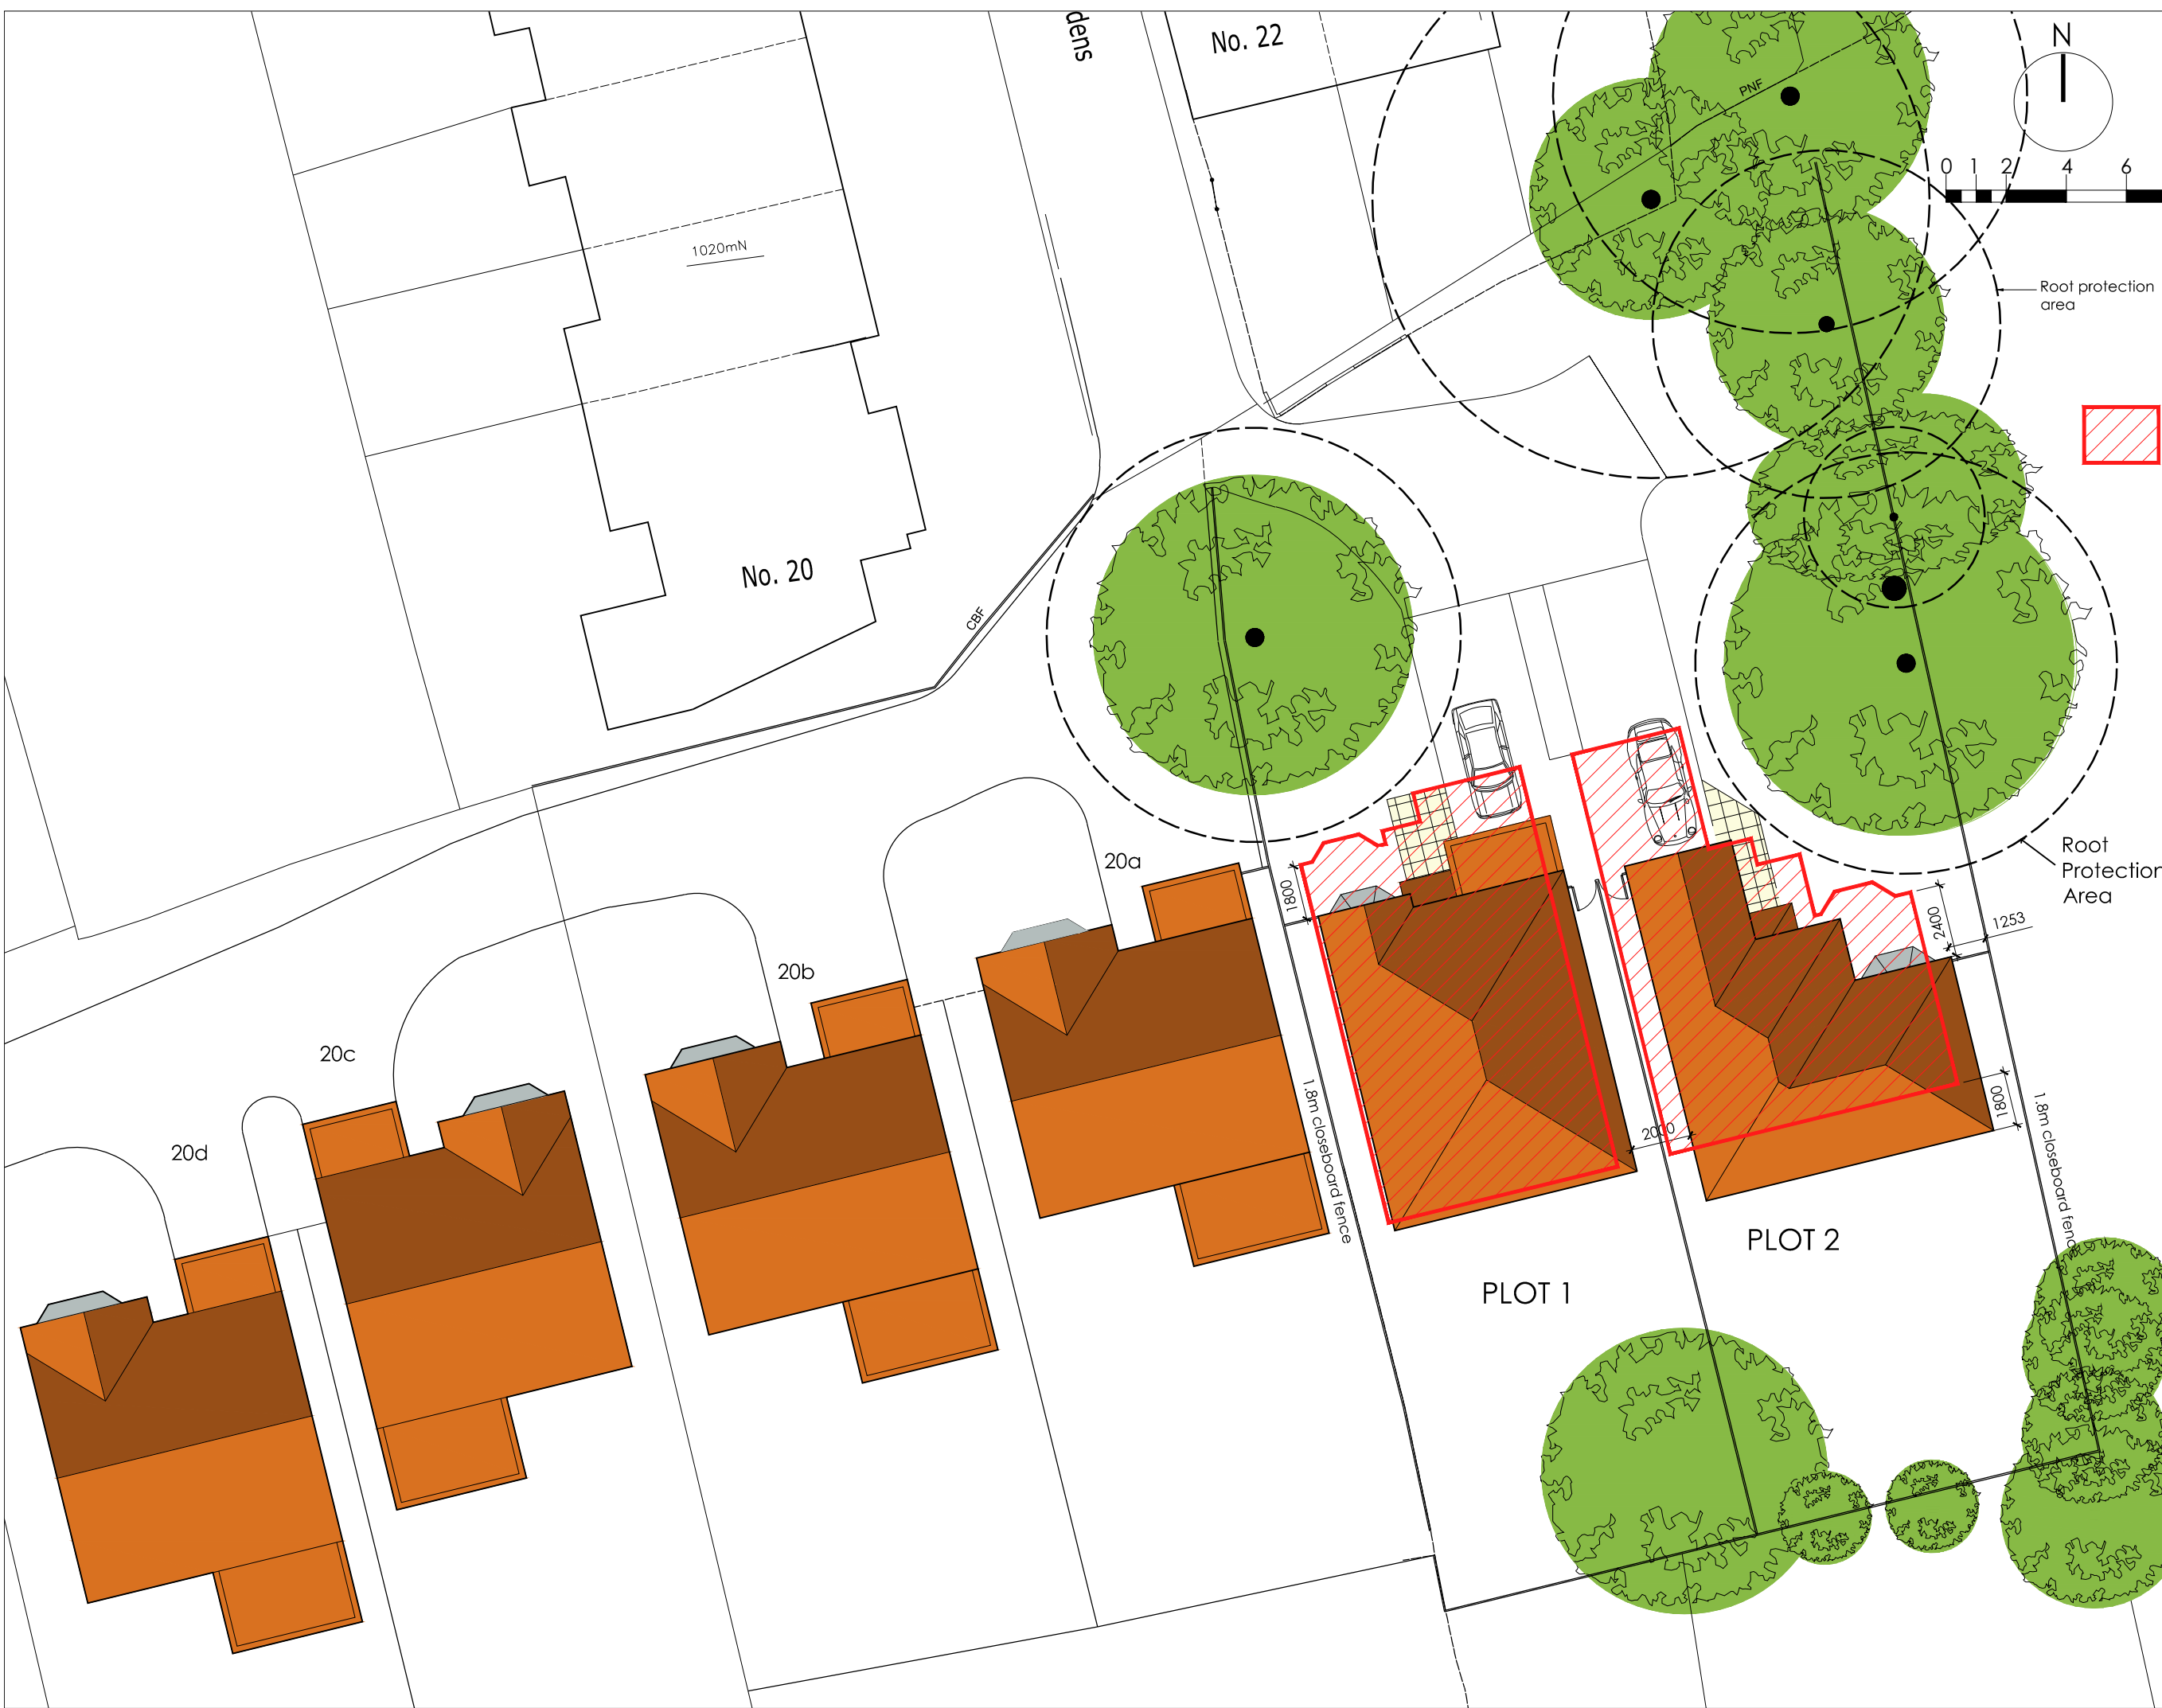 dens
No. 22
PNF
N
0 1 2 4 6
1020mN
Root protection
area
No. 20
CBF
Root
Protection
Area
20a
1800
2400
1253
20b
20c
20d
1.8m closeboard fence
2000
1800
1.8m closeboard fence
PLOT 2
PLOT 1